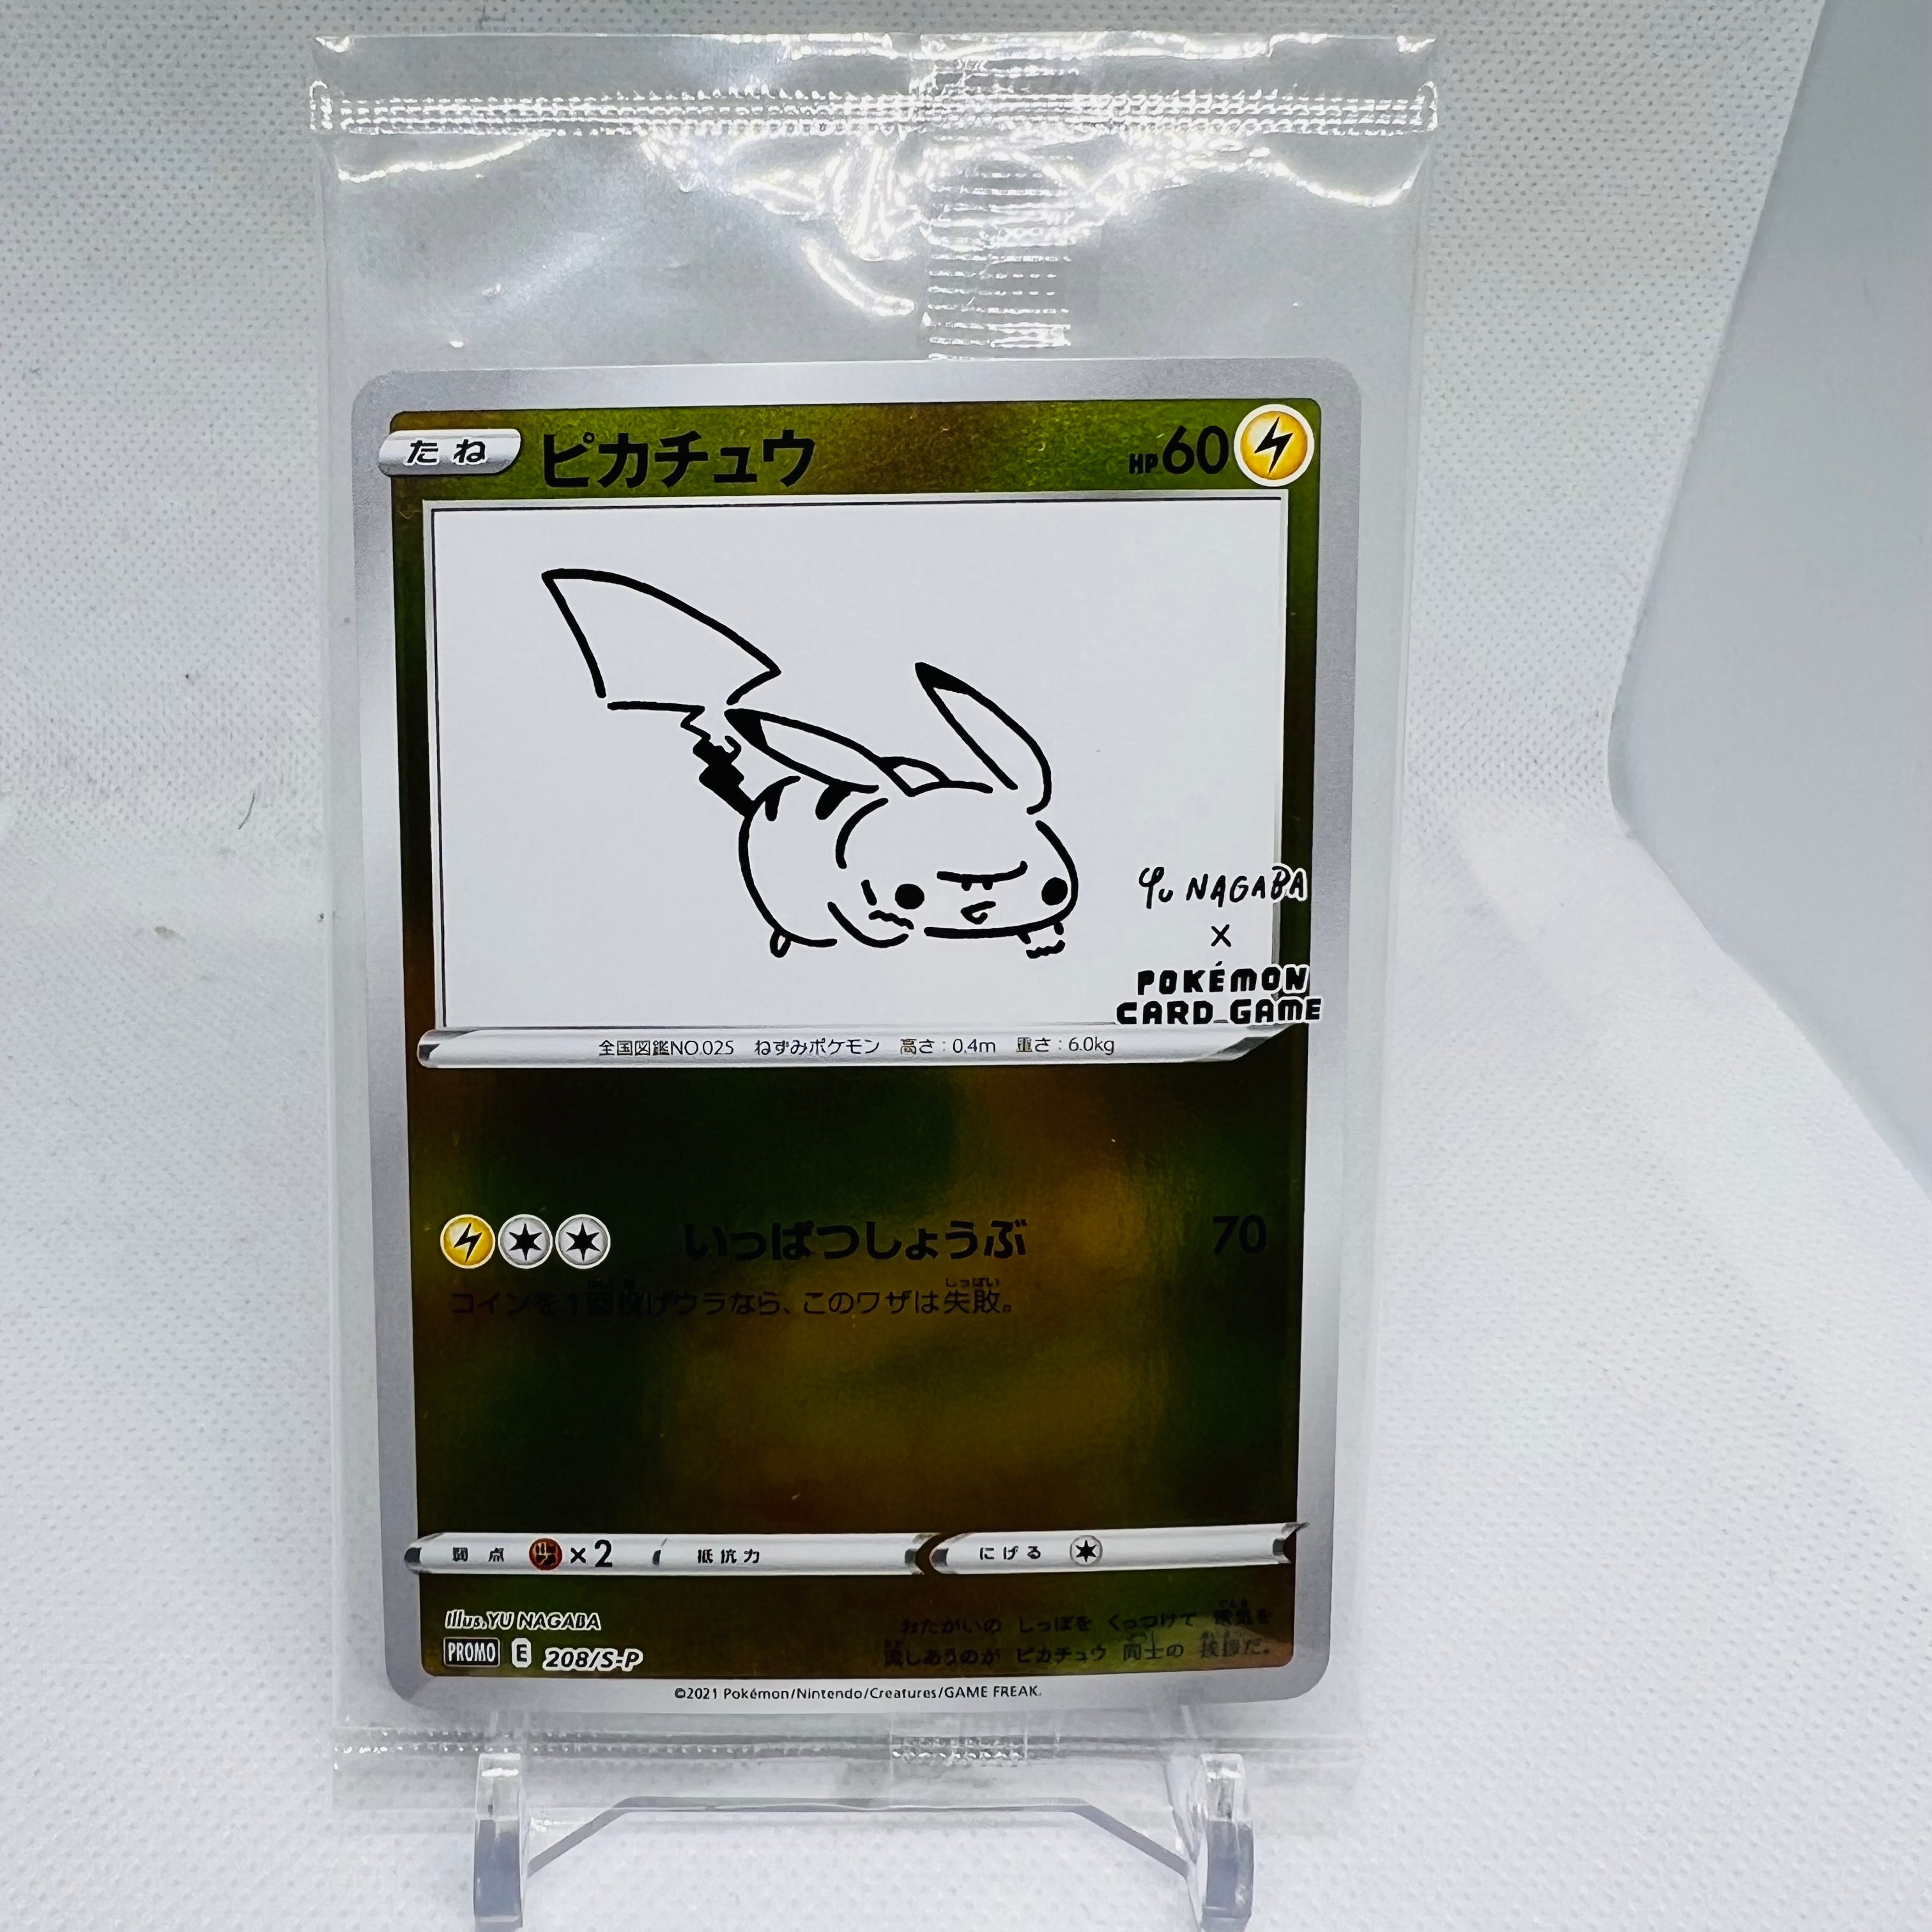 たね ピカチュウ HP60
YU NAGABA
×
POKÉMON
CARD GAME
全国図鑑NO.025 ねずみポケモン 高さ:0.4m 重さ:6.0kg
いっぱつしょうぶ 70
コインを1回投げウラなら、このワザは失敗。
しっぱい
弱点 ×2 抵抗力 にげる
Illus.YU NAGABA
PROMO E 208/S-P
おたがいの しっぽを くっつけて 電気を
流しあうのが ピカチュウ 同士の 挨拶だ。
©2021 Pokémon/Nintendo/Creatures/GAME FREAK.